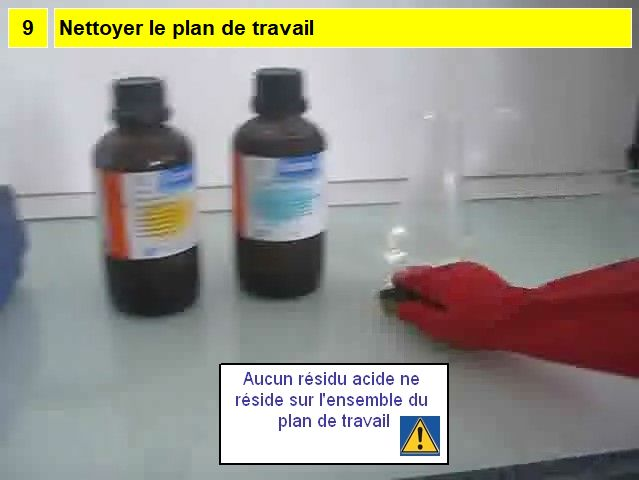 9 Nettoyer le plan de travail
Aucun résidu acide ne
réside sur l'ensemble du
plan de travail